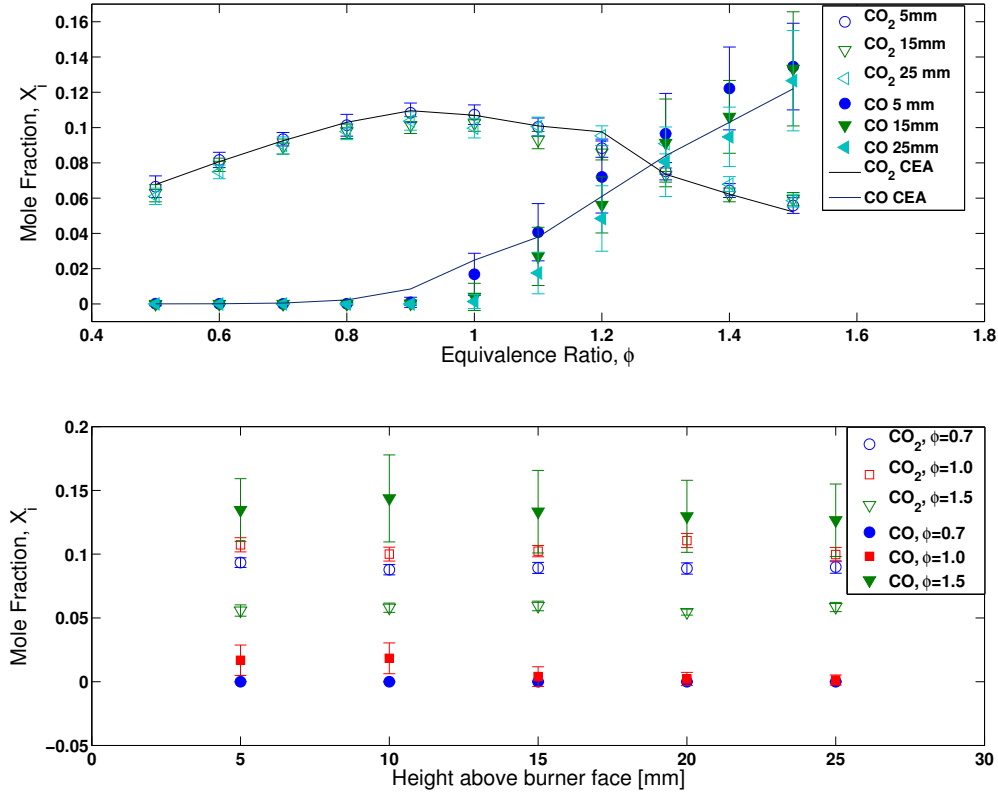 0.16
0.14
0.12
0.1
0.08
0.06
0.04
0.02
0
Mole Fraction, X_i
0.4
0.6
0.8
1
1.2
1.4
1.6
1.8
Equivalence Ratio, ϕ
CO₂ 5mm
CO₂ 15mm
CO₂ 25 mm
CO 5 mm
CO 15mm
CO 25mm
CO₂ CEA
CO CEA
0.2
0.15
0.1
0.05
0
−0.05
Mole Fraction, X_i
0
5
10
15
20
25
30
Height above burner face [mm]
CO₂, ϕ=0.7
CO₂, ϕ=1.0
CO₂, ϕ=1.5
CO, ϕ=0.7
CO, ϕ=1.0
CO, ϕ=1.5